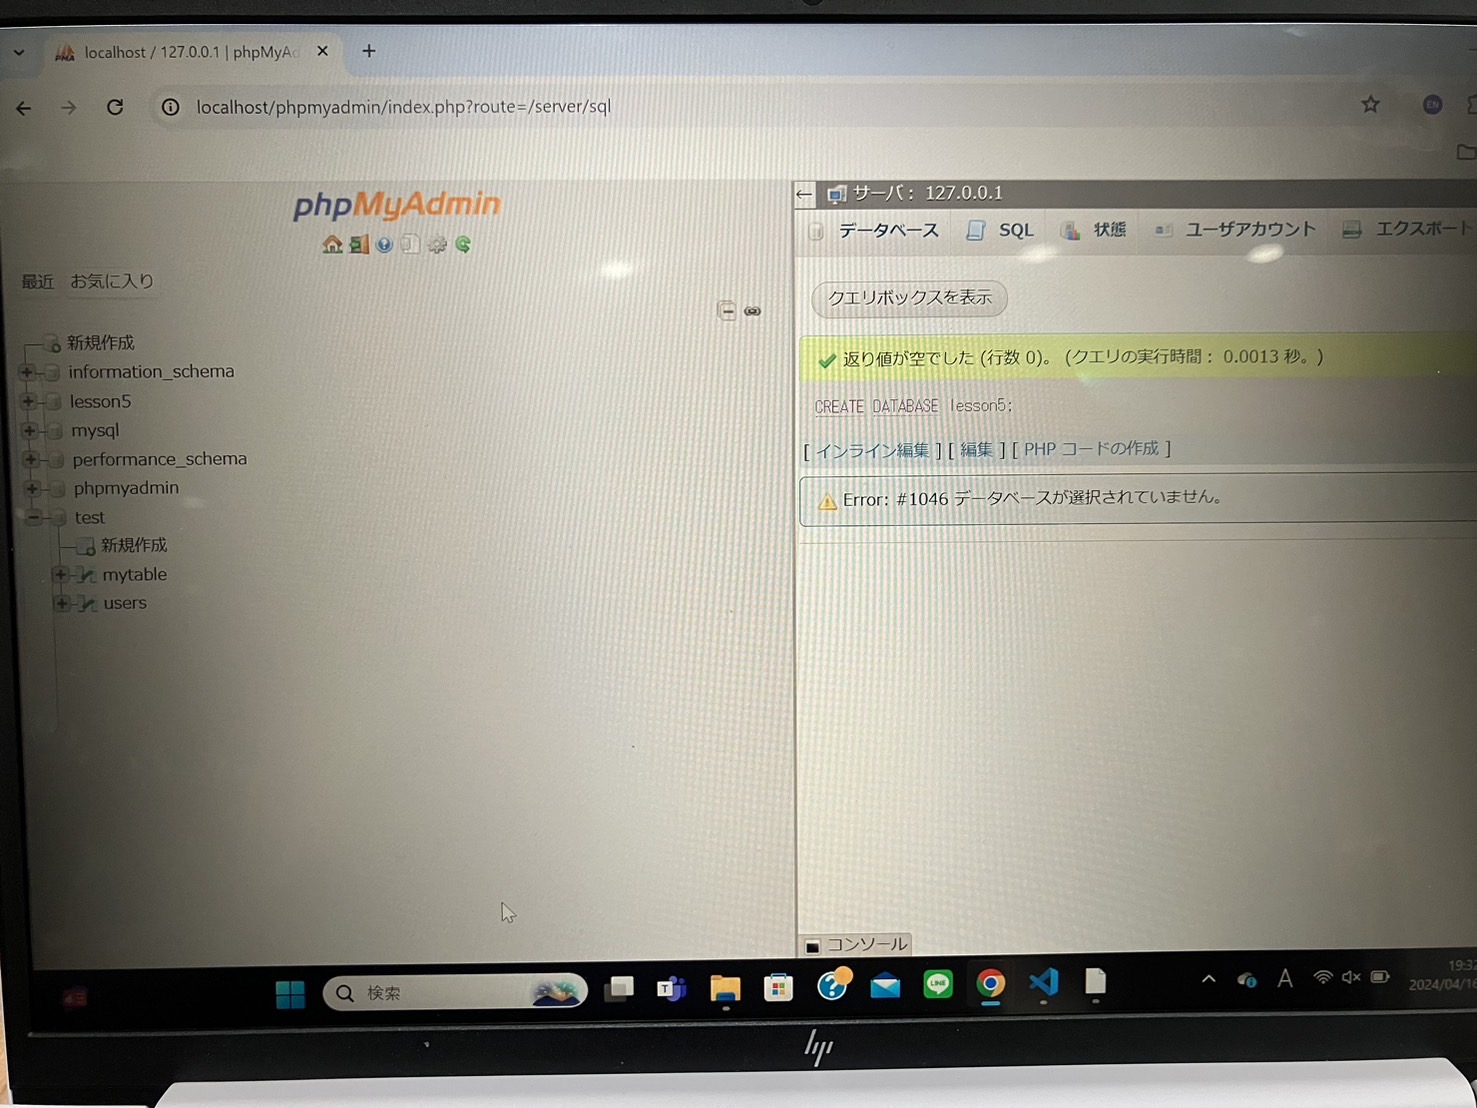 localhost / 127.0.0.1 | phpMyAd
localhost/phpmyadmin/index.php?route=/server/sql
EN
phpMyAdmin
最近 お気に入り
新規作成
information_schema
lesson5
mysql
performance_schema
phpmyadmin
test
新規作成
mytable
users
サーバ: 127.0.0.1
データベース SQL 状態 ユーザアカウント エクスポート
クエリボックスを表示
返り値が空でした (行数 0)。 (クエリの実行時間: 0.0013 秒。)
CREATE DATABASE lesson5;
[ インライン編集 ] [ 編集 ] [ PHP コードの作成 ]
Error: #1046 データベースが選択されていません。
コンソール
検索
LINE
A
19:32
2024/04/16
hp